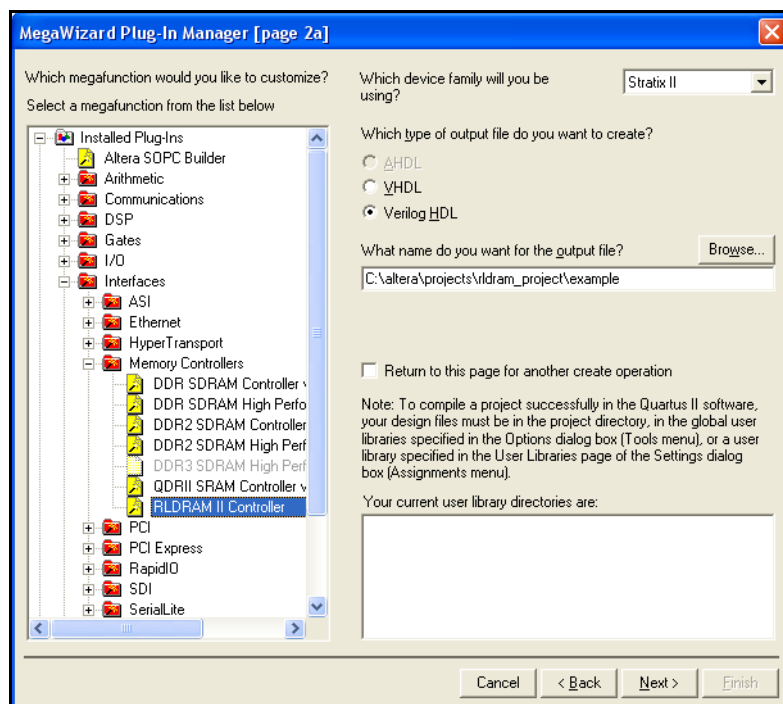 MegaWizard Plug-In Manager [page 2a]
Which megafunction would you like to customize?
Select a megafunction from the list below
Installed Plug-Ins
Altera SOPC Builder
Arithmetic
Communications
DSP
Gates
I/O
Interfaces
ASI
Ethernet
HyperTransport
Memory Controllers
DDR SDRAM Controller v
DDR SDRAM High Perfo
DDR2 SDRAM Controller
DDR2 SDRAM High Perf
DDR3 SDRAM High Perf
QDRII SRAM Controller v
RLDRAM II Controller
PCI
PCI Express
RapidIO
SDI
SerialLite
Which device family will you be
using?
Stratix II
Which type of output file do you want to create?
AHDL
VHDL
Verilog HDL
What name do you want for the output file?
Browse...
C:\altera\projects\rldram_project\example
Return to this page for another create operation
Note: To compile a project successfully in the Quartus II software,
your design files must be in the project directory, in the global user
libraries specified in the Options dialog box (Tools menu), or a user
library specified in the User Libraries page of the Settings dialog
box (Assignments menu).
Your current user library directories are:
Cancel
< Back
Next >
Finish